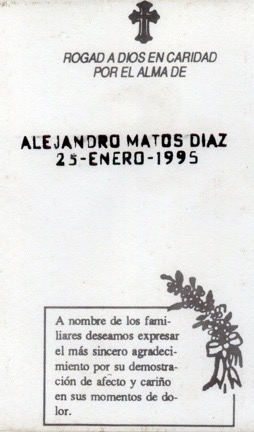 ROGAD A DIOS EN CARIDAD
POR EL ALMA DE
ALEJANDRO MATOS DIAZ
25-ENERO-1995
A nombre de los fami-
liares deseamos expresar
el más sincero agradeci-
miento por su demostra-
ción de afecto y cariño
en sus momentos de do-
lor.